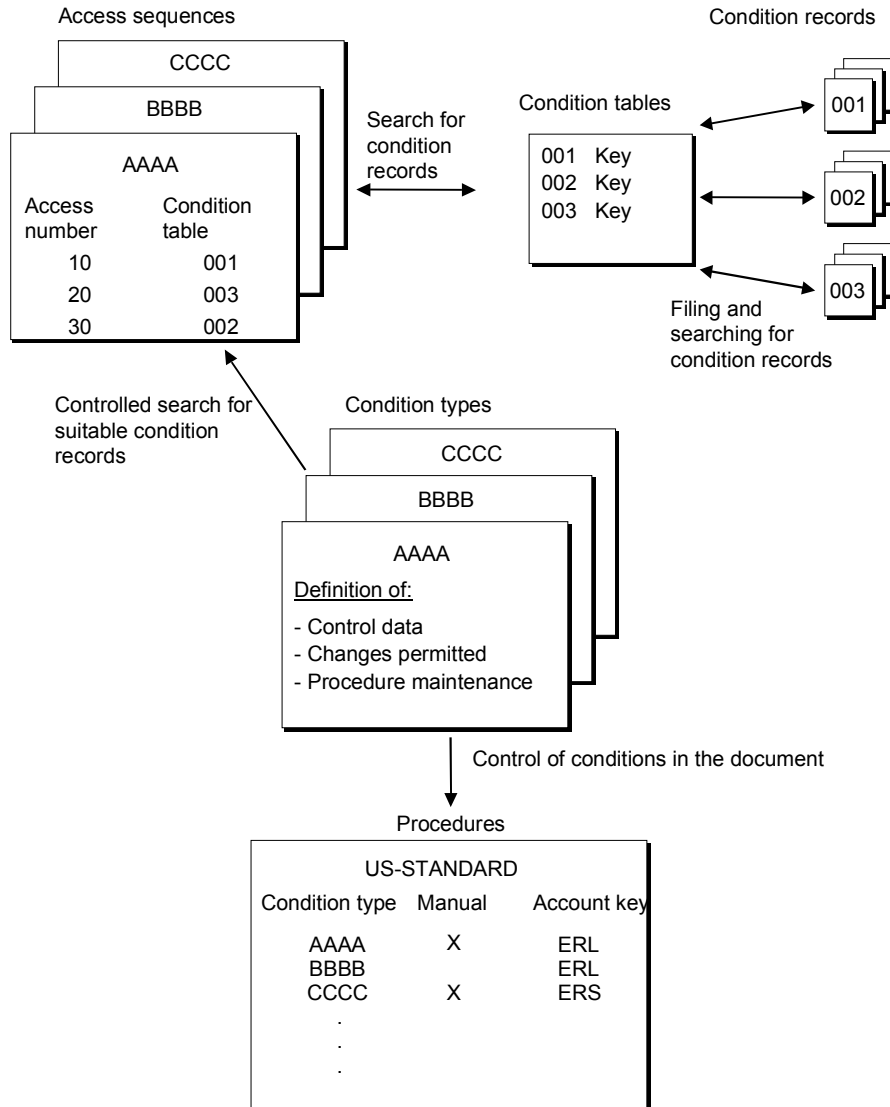 Access sequences
CCCC
BBBB
AAAA
Access number
Condition table
10 001
20 003
30 002
Search for
condition
records
Condition tables
001 Key
002 Key
003 Key
Condition records
001
002
003
Filing and
searching for
condition records
Controlled search for
suitable condition
records
Condition types
CCCC
BBBB
AAAA
Definition of:
- Control data
- Changes permitted
- Procedure maintenance
Control of conditions in the document
Procedures
US-STANDARD
Condition type Manual Account key
AAAA X ERL
BBBB ERL
CCCC X ERS
.
.
.